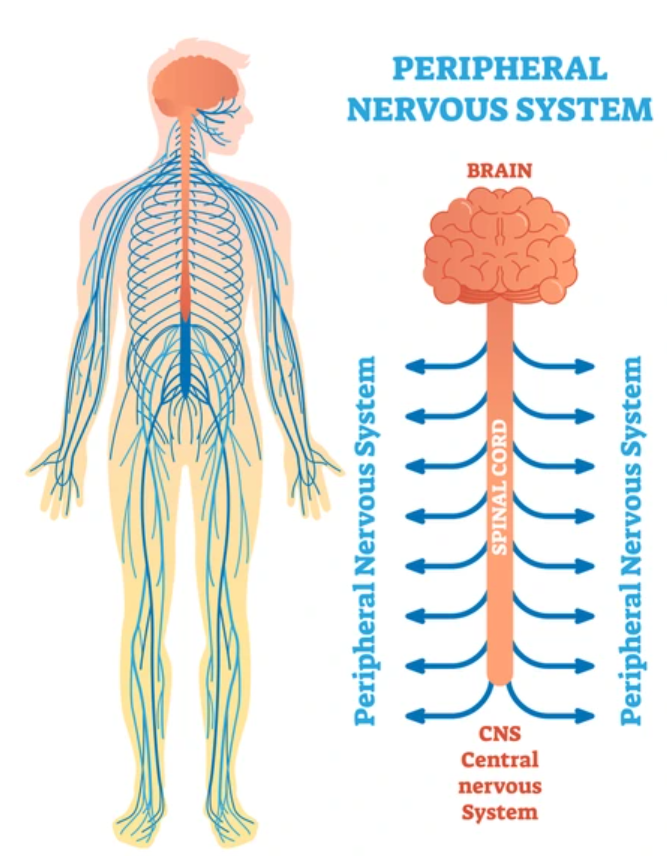 PERIPHERAL
NERVOUS SYSTEM
BRAIN
Peripheral Nervous System
SPINAL CORD
Peripheral Nervous System
CNS
Central
nervous
System